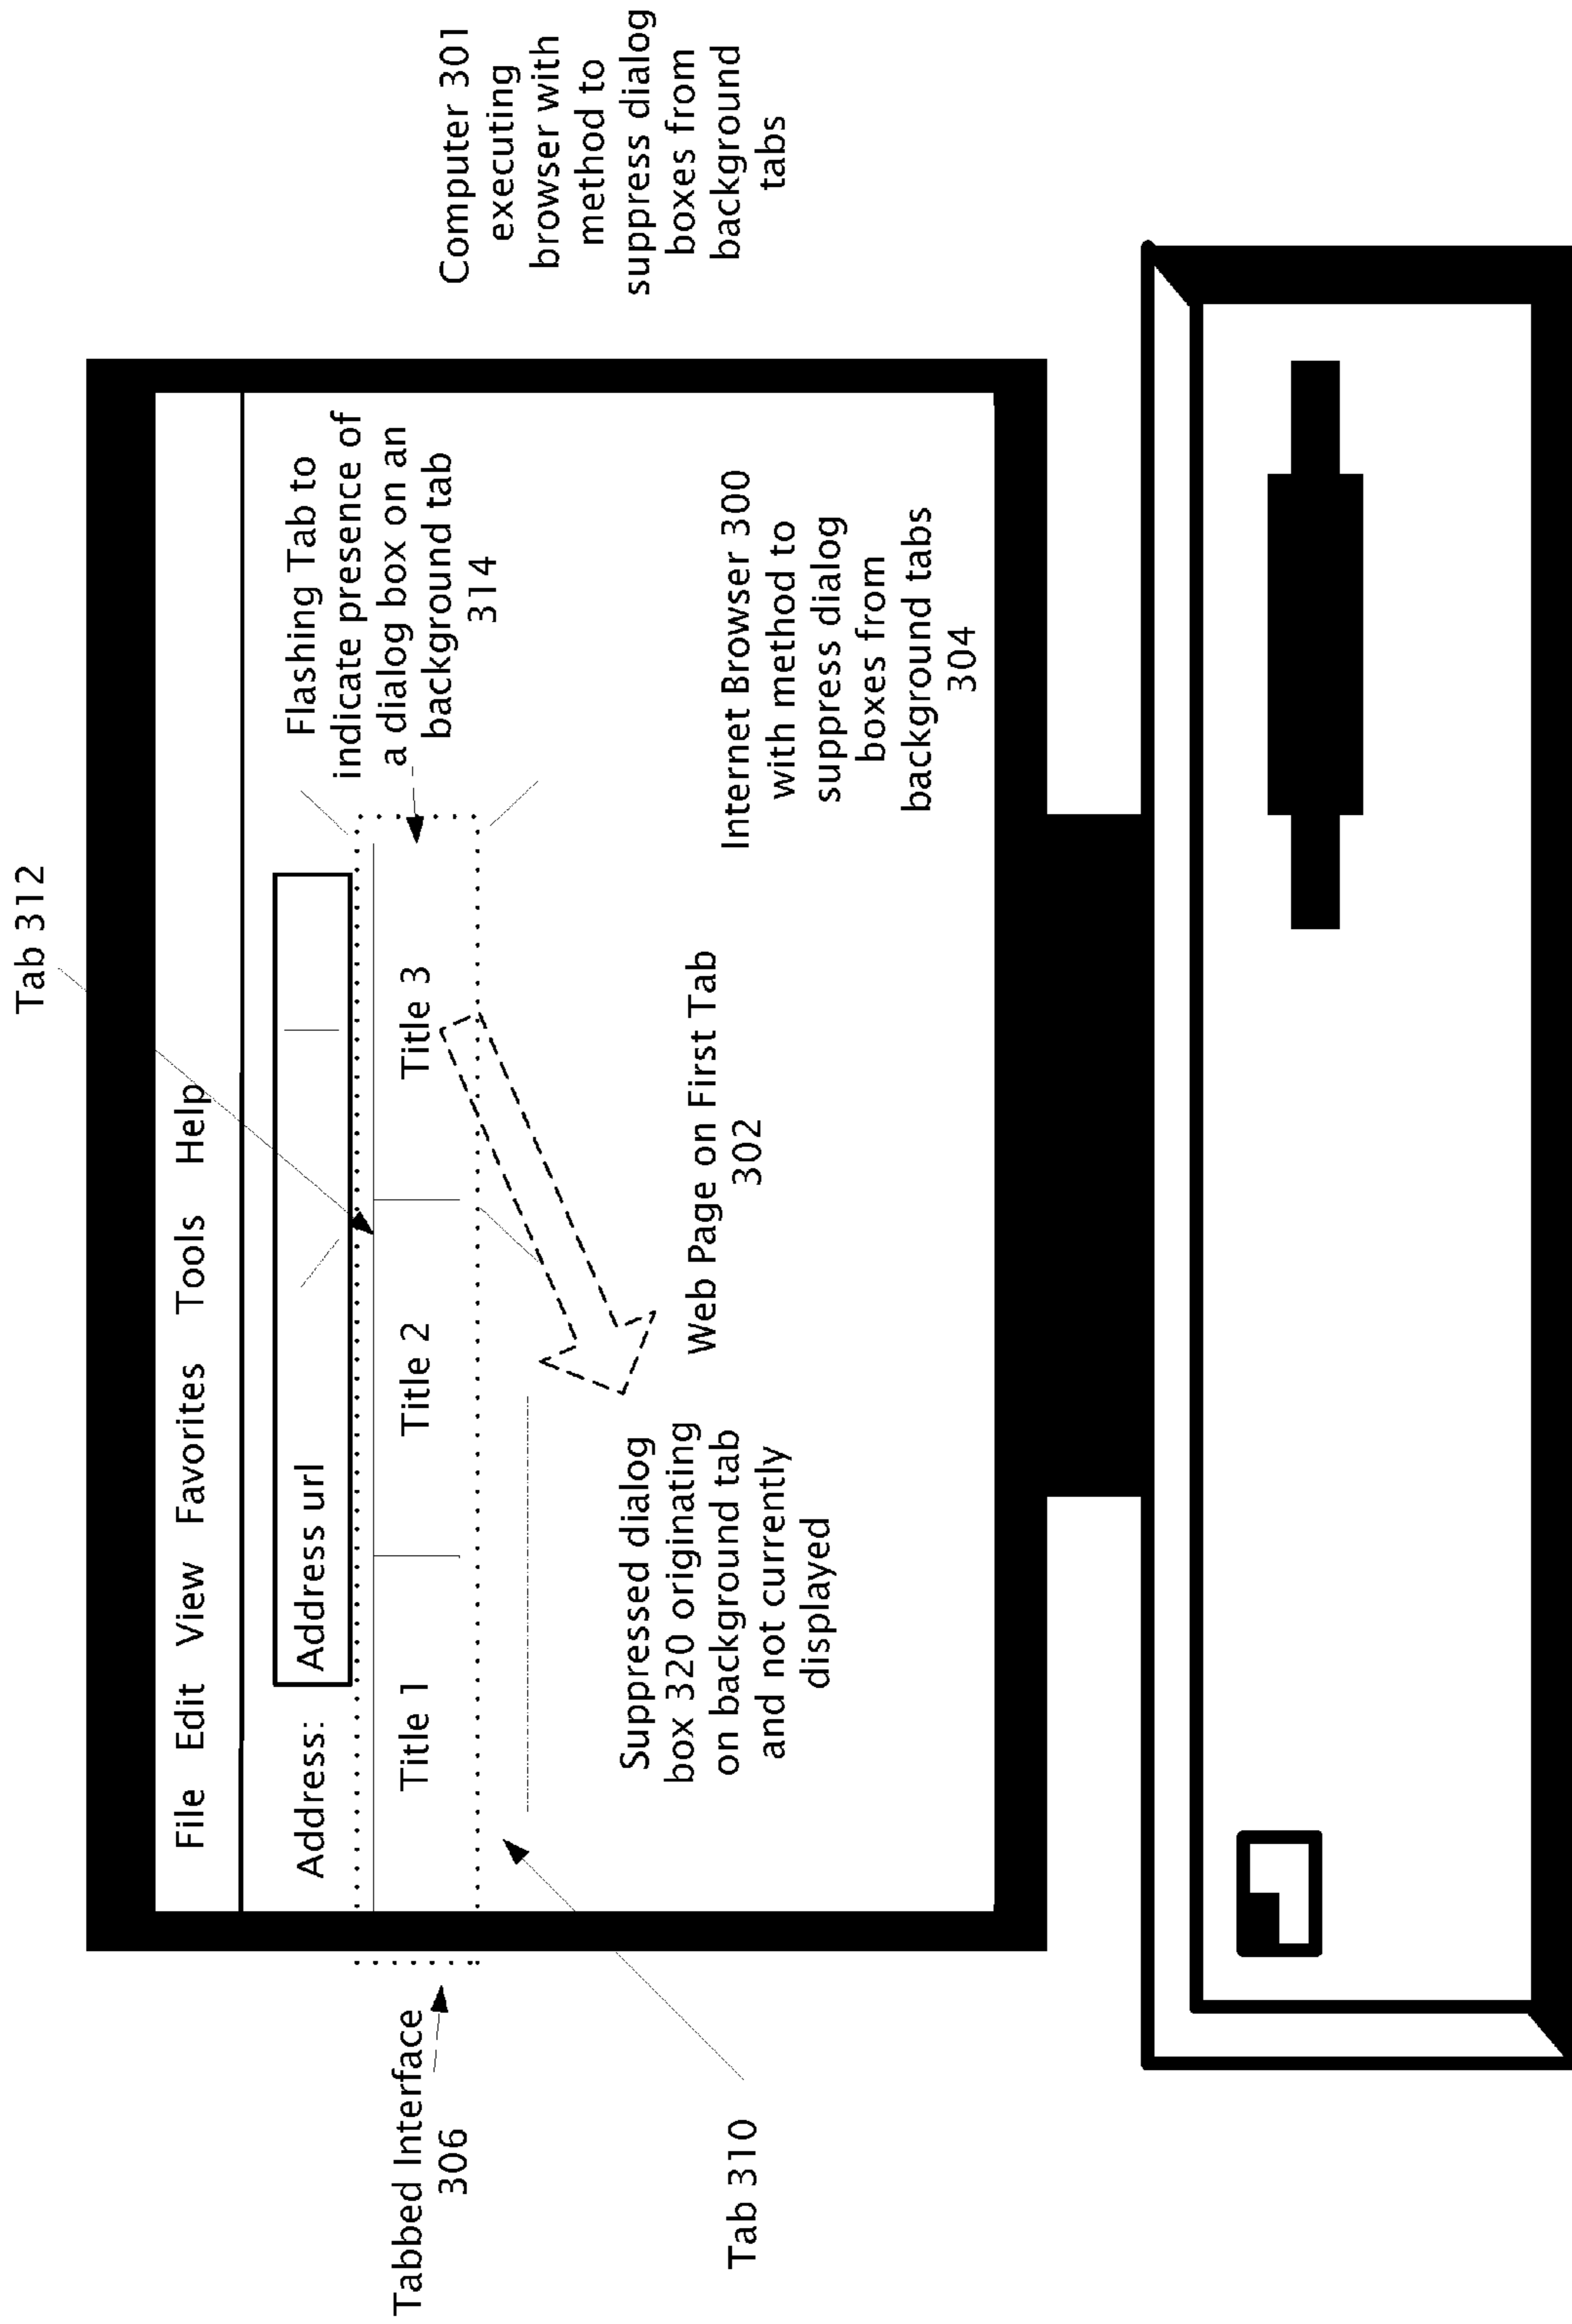 Tab 312
File Edit View Favorites Tools Help
Address: Address url
Title 1 Title 2 Title 3
Flashing Tab to
indicate presence of
a dialog box on an
background tab
314
Computer 301
executing
browser with
method to
suppress dialog
boxes from
background
tabs
Tabbed Interface
306
Tab 310
Suppressed dialog
box 320 originating
on background tab
and not currently
displayed
Web Page on First Tab
302
Internet Browser 300
with method to
suppress dialog
boxes from
background tabs
304